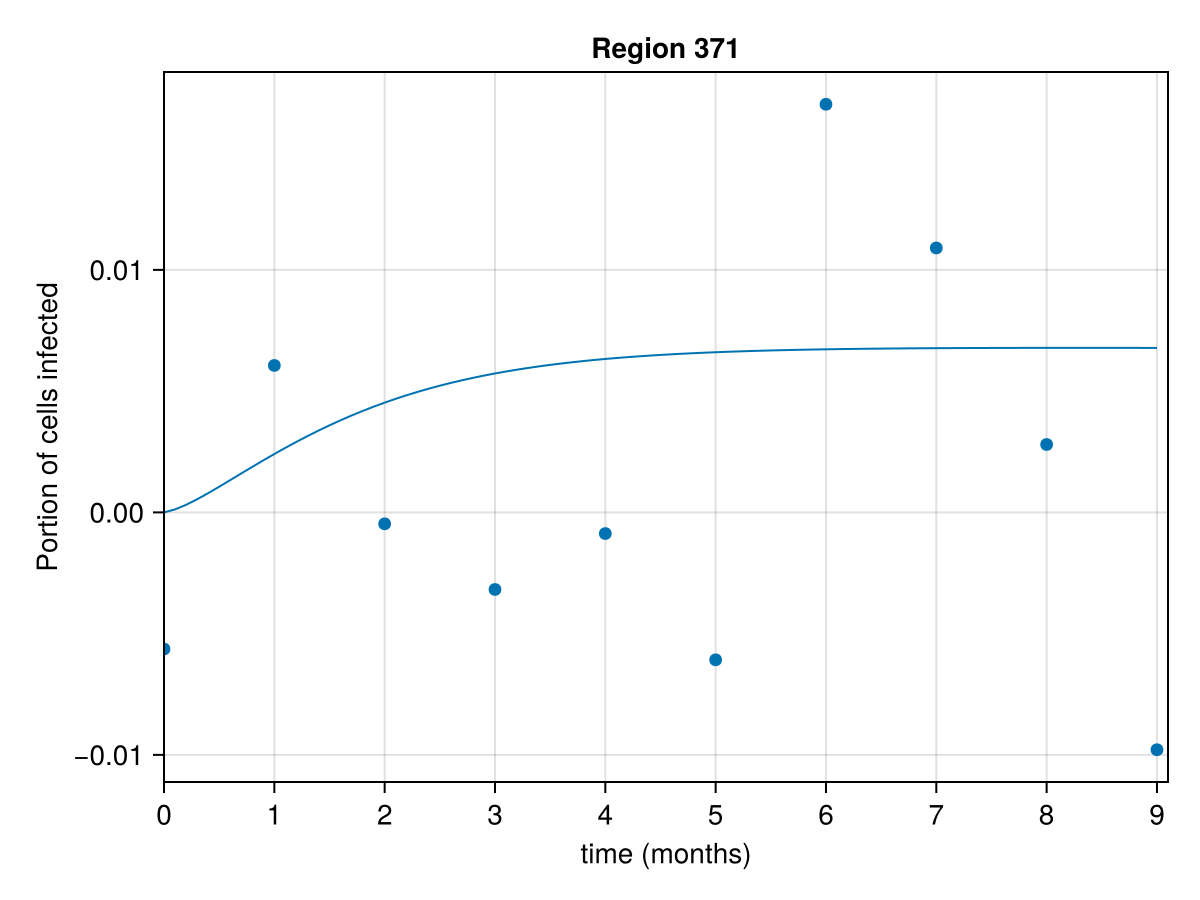 Region 371
Portion of cells infected
0.01
0.00
−0.01
0 1 2 3 4 5 6 7 8 9
time (months)